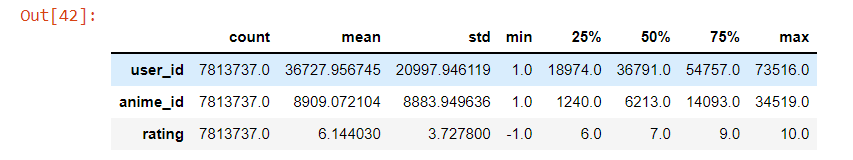 Out[42]:
count mean std min 25% 50% 75% max
user_id 7813737.0 36727.956745 20997.946119 1.0 18974.0 36791.0 54757.0 73516.0
anime_id 7813737.0 8909.072104 8883.949636 1.0 1240.0 6213.0 14093.0 34519.0
rating 7813737.0 6.144030 3.727800 -1.0 6.0 7.0 9.0 10.0